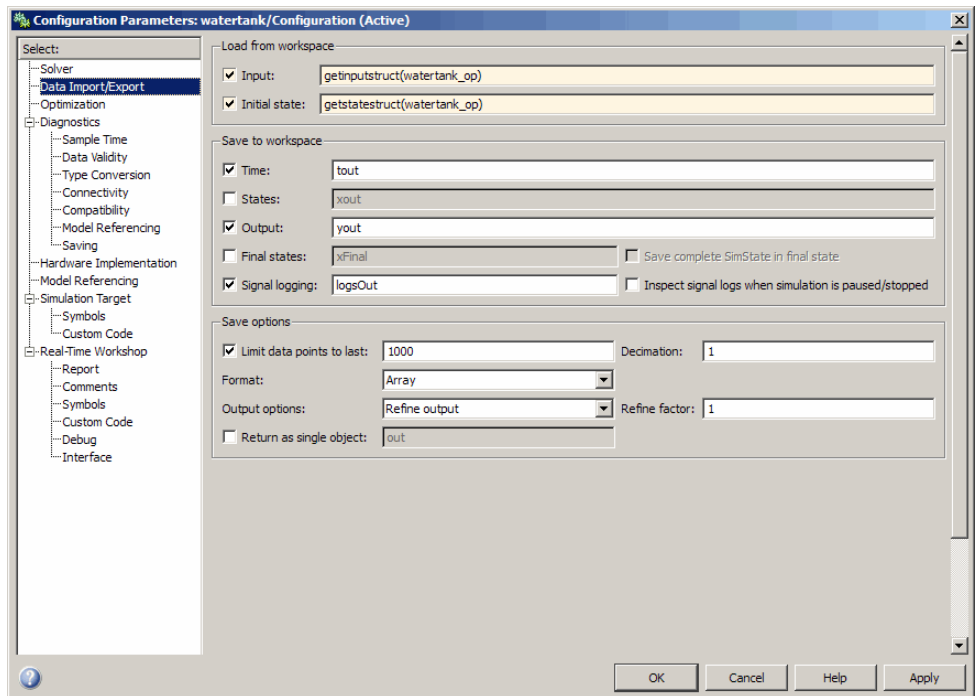 Configuration Parameters: watertank/Configuration (Active)
Select:
Solver
Data Import/Export
Optimization
Diagnostics
Sample Time
Data Validity
Type Conversion
Connectivity
Compatibility
Model Referencing
Saving
Hardware Implementation
Model Referencing
Simulation Target
Symbols
Custom Code
Real-Time Workshop
Report
Comments
Symbols
Custom Code
Debug
Interface
Load from workspace
Input: getinputstruct(watertank_op)
Initial state: getstatestruct(watertank_op)
Save to workspace
Time: tout
States: xout
Output: yout
Final states: xFinal Save complete SimState in final state
Signal logging: logsOut Inspect signal logs when simulation is paused/stopped
Save options
Limit data points to last: 1000 Decimation: 1
Format: Array
Output options: Refine output Refine factor: 1
Return as single object: out
OK Cancel Help Apply